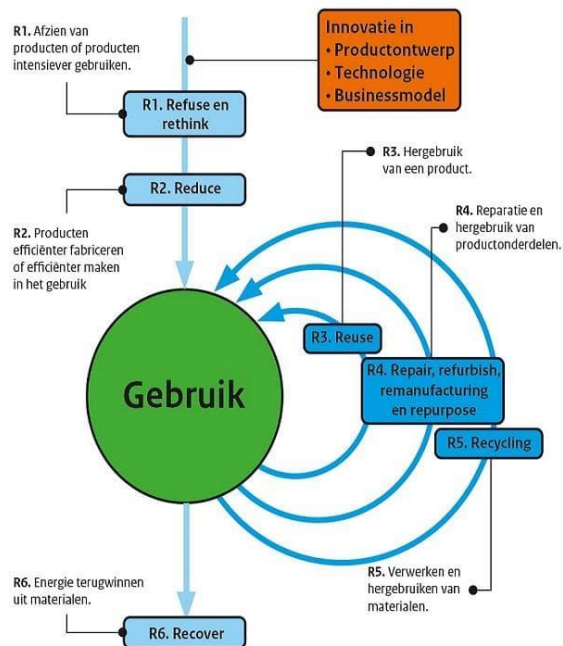 R1. Afzien van
producten of producten
intensiever gebruiken.
Innovatie in
• Productontwerp
• Technologie
• Businessmodel
R1. Refuse en
rethink
R2. Reduce
R2. Producten
efficiënter fabriceren
of efficiënter maken
in het gebruik
R3. Hergebruik
van een product.
R4. Reparatie en
hergebruik van
productonderdelen.
R3. Reuse
R4. Repair, refurbish,
remanufacturing
en repurpose
Gebruik
R5. Recycling
R5. Verwerken en
hergebruiken van
materialen.
R6. Energie terugwinnen
uit materialen.
R6. Recover